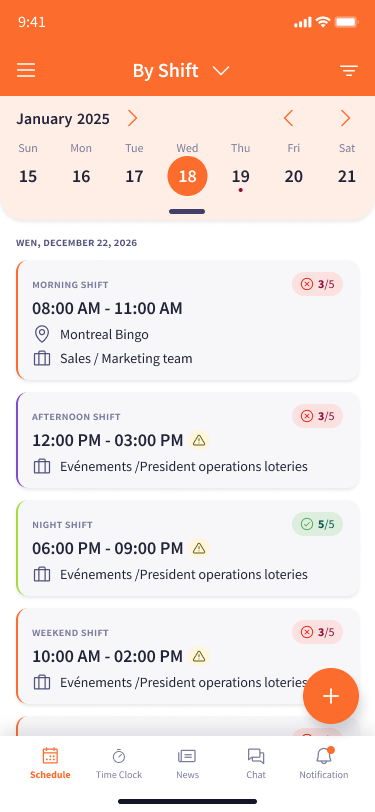 9:41
By Shift
January 2025
Sun Mon Tue Wed Thu Fri Sat
15 16 17 18 19 20 21
WEN, DECEMBER 22, 2026
MORNING SHIFT
3/5
08:00 AM - 11:00 AM
Montreal Bingo
Sales / Marketing team
AFTERNOON SHIFT
3/5
12:00 PM - 03:00 PM
Evénements /President operations loteries
NIGHT SHIFT
5/5
06:00 PM - 09:00 PM
Evénements /President operations loteries
WEEKEND SHIFT
3/5
10:00 AM - 02:00 PM
Evénements /President operations loteries
Schedule Time Clock News Chat Notification